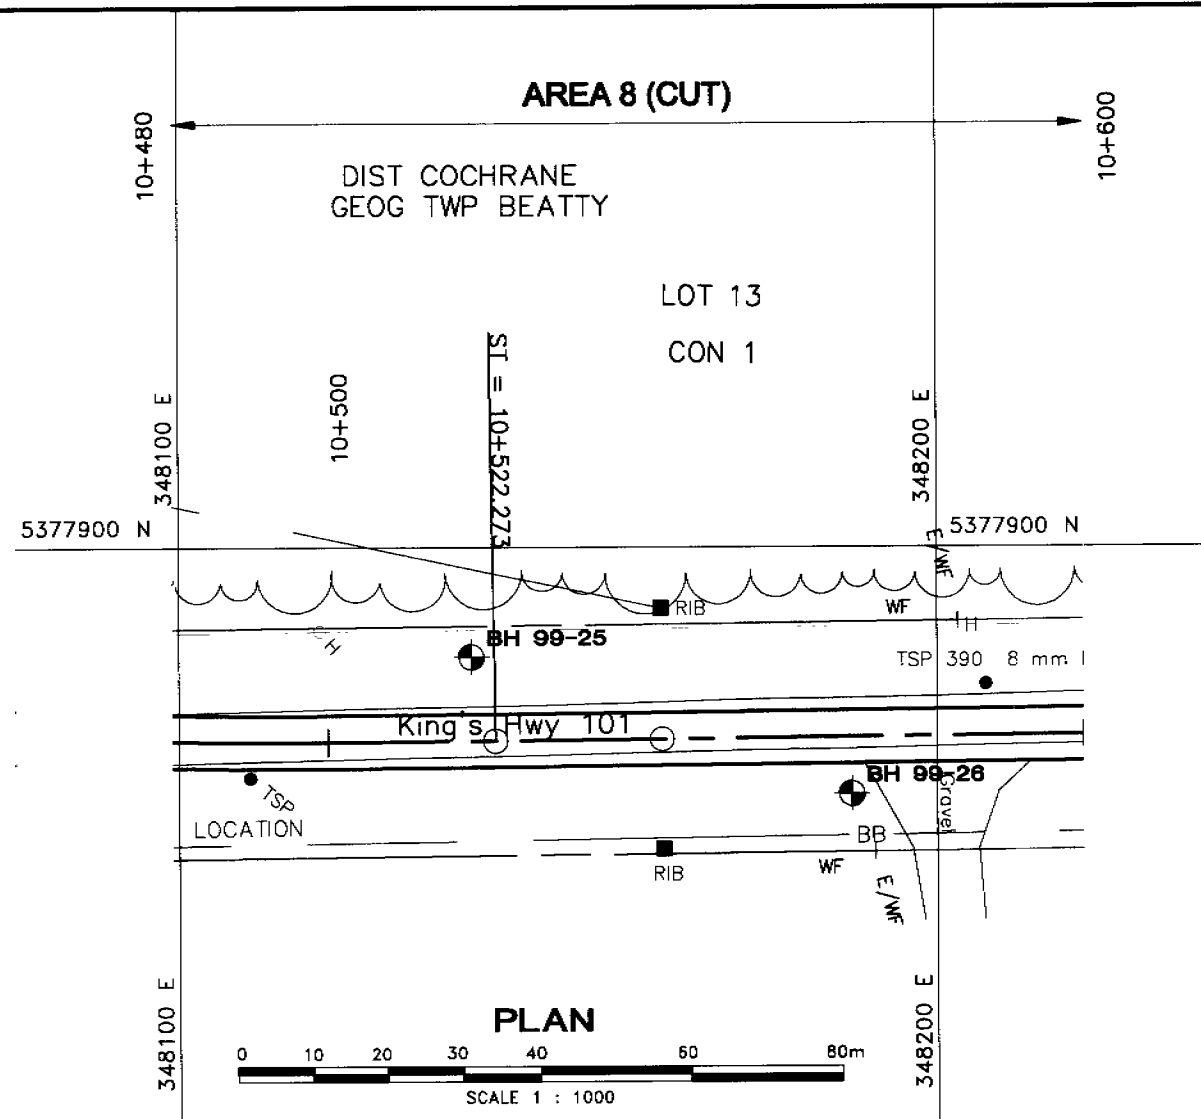 AREA 8 (CUT)
10+480
10+600
DIST COCHRANE
GEOG TWP BEATTY
LOT 13
CON 1
ST = 10+522.273
10+500
348100 E
348200 E
5377900 N
5377900 N
E/WF
RIB
WF
H
H
BH 99-25
TSP 390 8 mm
King's Hwy 101
BH 99-26
TSP
Gravel
LOCATION
BB
RIB
WF
E/WF
348100 E
348200 E
PLAN
0 10 20 30 40 60 80m
SCALE 1 : 1000